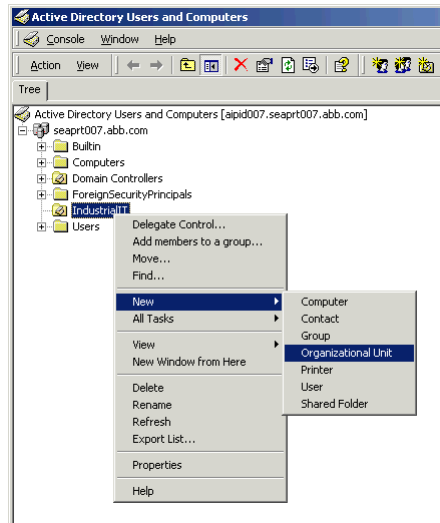 Active Directory Users and Computers
Console Window Help
Action View
Tree
Active Directory Users and Computers [aipid007.seaprt007.abb.com]
seaprt007.abb.com
Builtin
Computers
Domain Controllers
ForeignSecurityPrincipals
IndustrialIT
Users
Delegate Control...
Add members to a group...
Move...
Find...
New
All Tasks
View
New Window from Here
Delete
Rename
Refresh
Export List...
Properties
Help
Computer
Contact
Group
Organizational Unit
Printer
User
Shared Folder